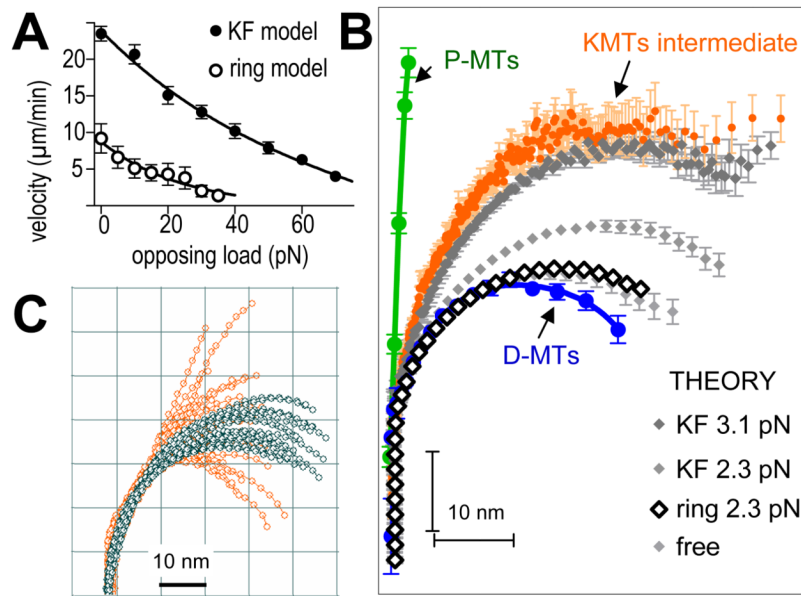 A
velocity (µm/min)
20
15
10
5
KF model
ring model
0
20
40
60
opposing load (pN)
B
P-MTs
KMTs intermediate
D-MTs
10 nm
THEORY
KF 3.1 pN
KF 2.3 pN
ring 2.3 pN
free
C
10 nm